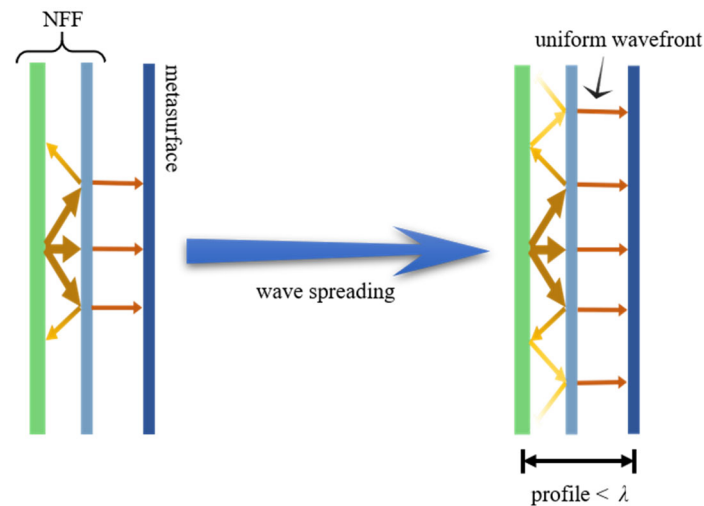 NFF
metasurface
wave spreading
uniform wavefront
profile < λ